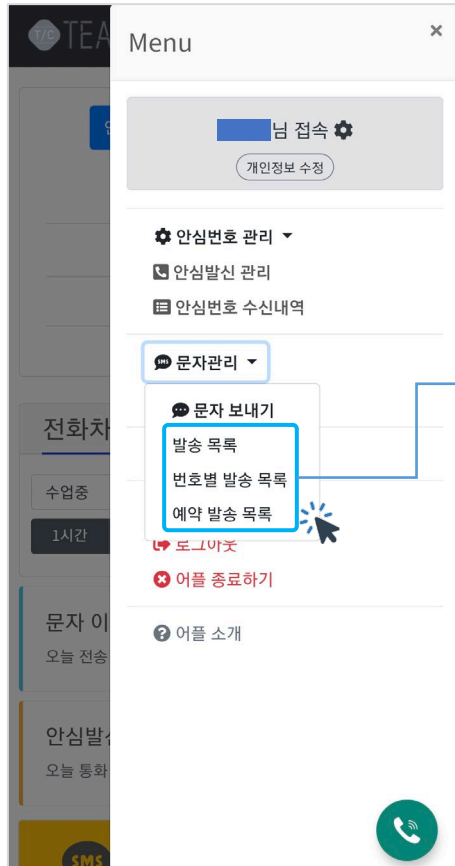 T/C TEA
Menu ×
님 접속
개인정보 수정
안심번호 관리
안심발신 관리
안심번호 수신내역
SMS 문자관리
문자 보내기
발송 목록
번호별 발송 목록
예약 발송 목록
로그아웃
어플 종료하기
어플 소개
전화차
수업중
1시간
문자 이
오늘 전송
안심발
오늘 통화
SMS